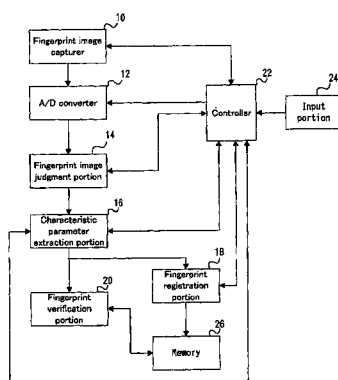 10
Fingerprint image
capturer
12
A/D converter
22
Controller
24
Input
portion
14
Fingerprint image
judgment portion
16
Characteristic
parameter
extraction portion
18
Fingerprint
registration
portion
20
Fingerprint
verification
portion
26
Memory